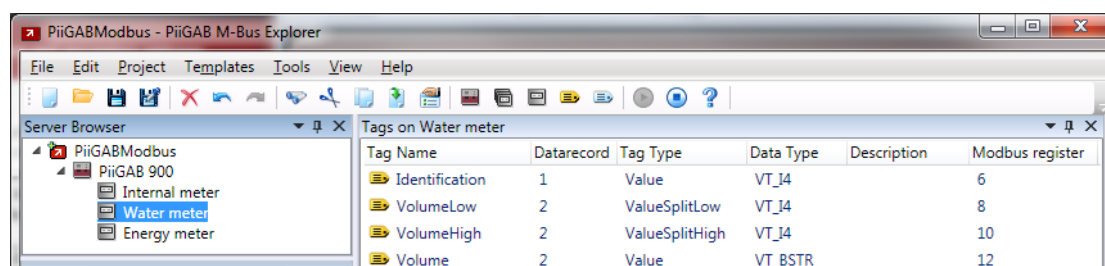 PiiGABModbus - PiiGAB M-Bus Explorer
File Edit Project Templates Tools View Help
Server Browser
PiiGABModbus
PiiGAB 900
Internal meter
Water meter
Energy meter
Tags on Water meter
Tag Name Datarecord Tag Type Data Type Description Modbus register
Identification 1 Value VT_I4 6
VolumeLow 2 ValueSplitLow VT_I4 8
VolumeHigh 2 ValueSplitHigh VT_I4 10
Volume 2 Value VT_BSTR 12